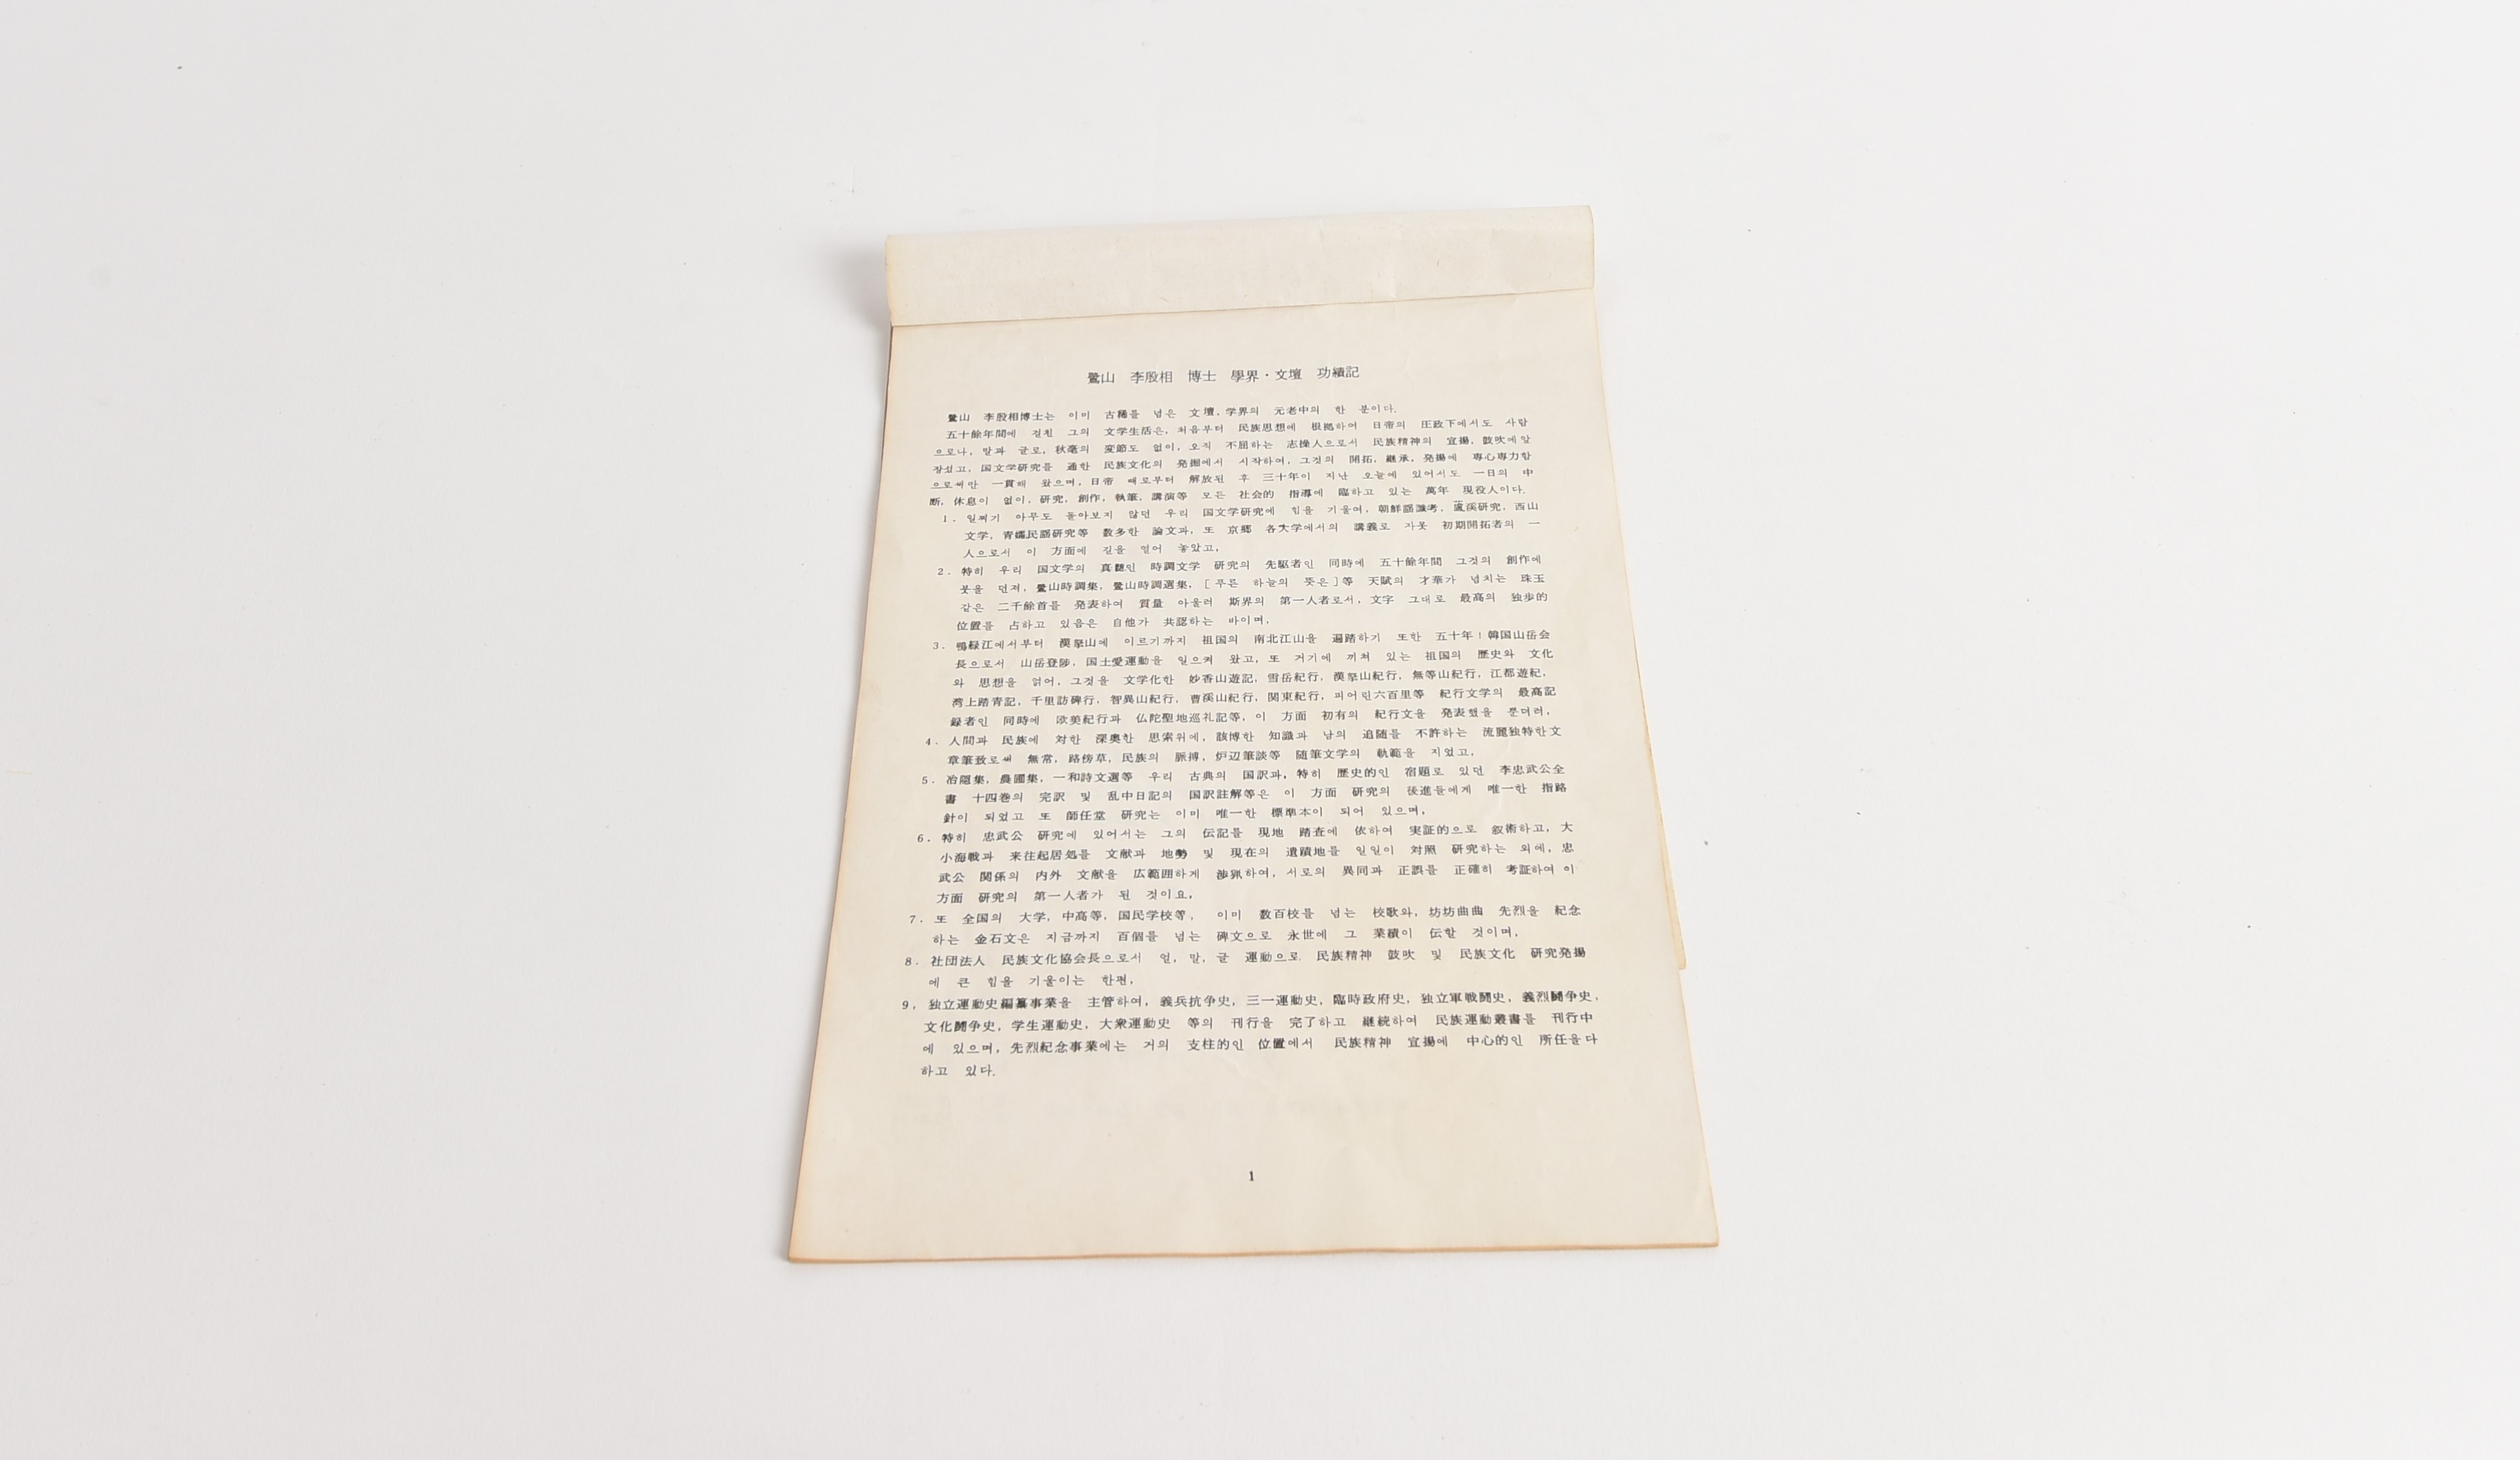 鷺山 李殷相 博士 學界·文壇 功績記
鷺山 李殷相博士는 이미 古稀를 넘은 文壇, 学界의 元老中의 한 분이다.
五十餘年間에 걸친 그의 文学生活은, 처음부터 民族思想에 根拠하여 日帝의 圧政下에서도 사람
으로나, 말과 글로, 秋毫의 変節도 없이, 오직 不屈하는 志操人으로서 民族精神의 宣揚, 鼓吹에앞
장섰고, 国文学研究를 通한 民族文化의 発掘에서 시작하여, 그것의 開拓, 継承, 発揚에 専心専力함
으로써만 一貫해 왔으며, 日帝 때로부터 解放된 후 三十年이 지난 오늘에 있어서도 一日의 中
断, 休息이 없이, 研究, 創作, 執筆, 講演等 모든 社会的 指導에 臨하고 있는 萬年 現役人이다.
1. 일찌기 아무도 돌아보지 않던 우리 国文学研究에 힘을 기울여, 朝鮮謡讖考, 蘆溪研究, 西山
文学, 青孀民謡研究等 数多한 論文과, 또 京郷 各大学에서의 講義로 자못 初期開拓者의 一
人으로서 이 方面에 길을 열어 놓았고,
2. 特히 우리 国文学의 真髄인 時調文学 研究의 先駆者인 同時에 五十餘年間 그것의 創作에
붓을 던져, 鷺山時調集, 鷺山時調選集, [푸른 하늘의 뜻은]等 天賦의 才華가 넘치는 珠玉
같은 二千餘首를 発表하여 質量 아울러 斯界의 第一人者로서, 文字 그대로 最高의 独歩的
位置를 占하고 있음은 自他가 共認하는 바이며,
3. 鴨緑江에서부터 漢拏山에 이르기까지 祖国의 南北江山을 遍踏하기 또한 五十年! 韓国山岳会
長으로서 山岳登陟, 国土愛運動을 일으켜 왔고, 또 거기에 끼쳐 있는 祖国의 歴史와 文化
와 思想을 얽어, 그것을 文学化한 妙香山遊記, 雪岳紀行, 漢拏山紀行, 無等山紀行, 江都遊紀,
湾上踏青記, 千里訪碑行, 智異山紀行, 曹溪山紀行, 関東紀行, 피어린六百里等 紀行文学의 最高記
録者인 同時에 欧美紀行과 仏陀聖地巡礼記等, 이 方面 初有의 紀行文을 発表했을 뿐더러,
4. 人間과 民族에 対한 深奥한 思索위에, 該博한 知識과 남의 追随를 不許하는 流麗独特한文
章筆致로써 無常, 路傍草, 民族의 脈搏, 炉辺筆談等 随筆文学의 軌範을 지었고,
5. 冶隠集, 農圃集, 一和詩文選等 우리 古典의 国訳과, 特히 歴史的인 宿題로 있던 李忠武公全
書 十四巻의 完訳 및 乱中日記의 国訳註解等은 이 方面 研究의 後進들에게 唯一한 指路
針이 되었고 또 師任堂 研究는 이미 唯一한 標準本이 되어 있으며,
6. 特히 忠武公 研究에 있어서는 그의 伝記를 現地 踏査에 依하여 実証的으로 叙術하고, 大
小海戦과 来往起居処를 文献과 地勢 및 現在의 遺蹟地를 일일이 対照 研究하는 외에, 忠
武公 関係의 内外 文献을 広範囲하게 渉猟하여, 서로의 異同과 正誤를 正確히 考証하여 이
方面 研究의 第一人者가 된 것이요,
7. 또 全国의 大学, 中高等, 国民学校等, 이미 数百校를 넘는 校歌와, 坊坊曲曲 先烈을 紀念
하는 金石文은 지금까지 百個를 넘는 碑文으로 永世에 그 業績이 伝할 것이며,
8. 社団法人 民族文化協会長으로서 얼, 말, 글 運動으로 民族精神 鼓吹 및 民族文化 研究発揚
에 큰 힘을 기울이는 한편,
9, 独立運動史編纂事業을 主管하여, 義兵抗争史, 三一運動史, 臨時政府史, 独立軍戦闘史, 義烈闘争史,
文化闘争史, 学生運動史, 大衆運動史 等의 刊行을 完了하고 継続하여 民族運動叢書를 刊行中
에 있으며, 先烈紀念事業에는 거의 支柱的인 位置에서 民族精神 宣揚에 中心的인 所任을다
하고 있다.
1